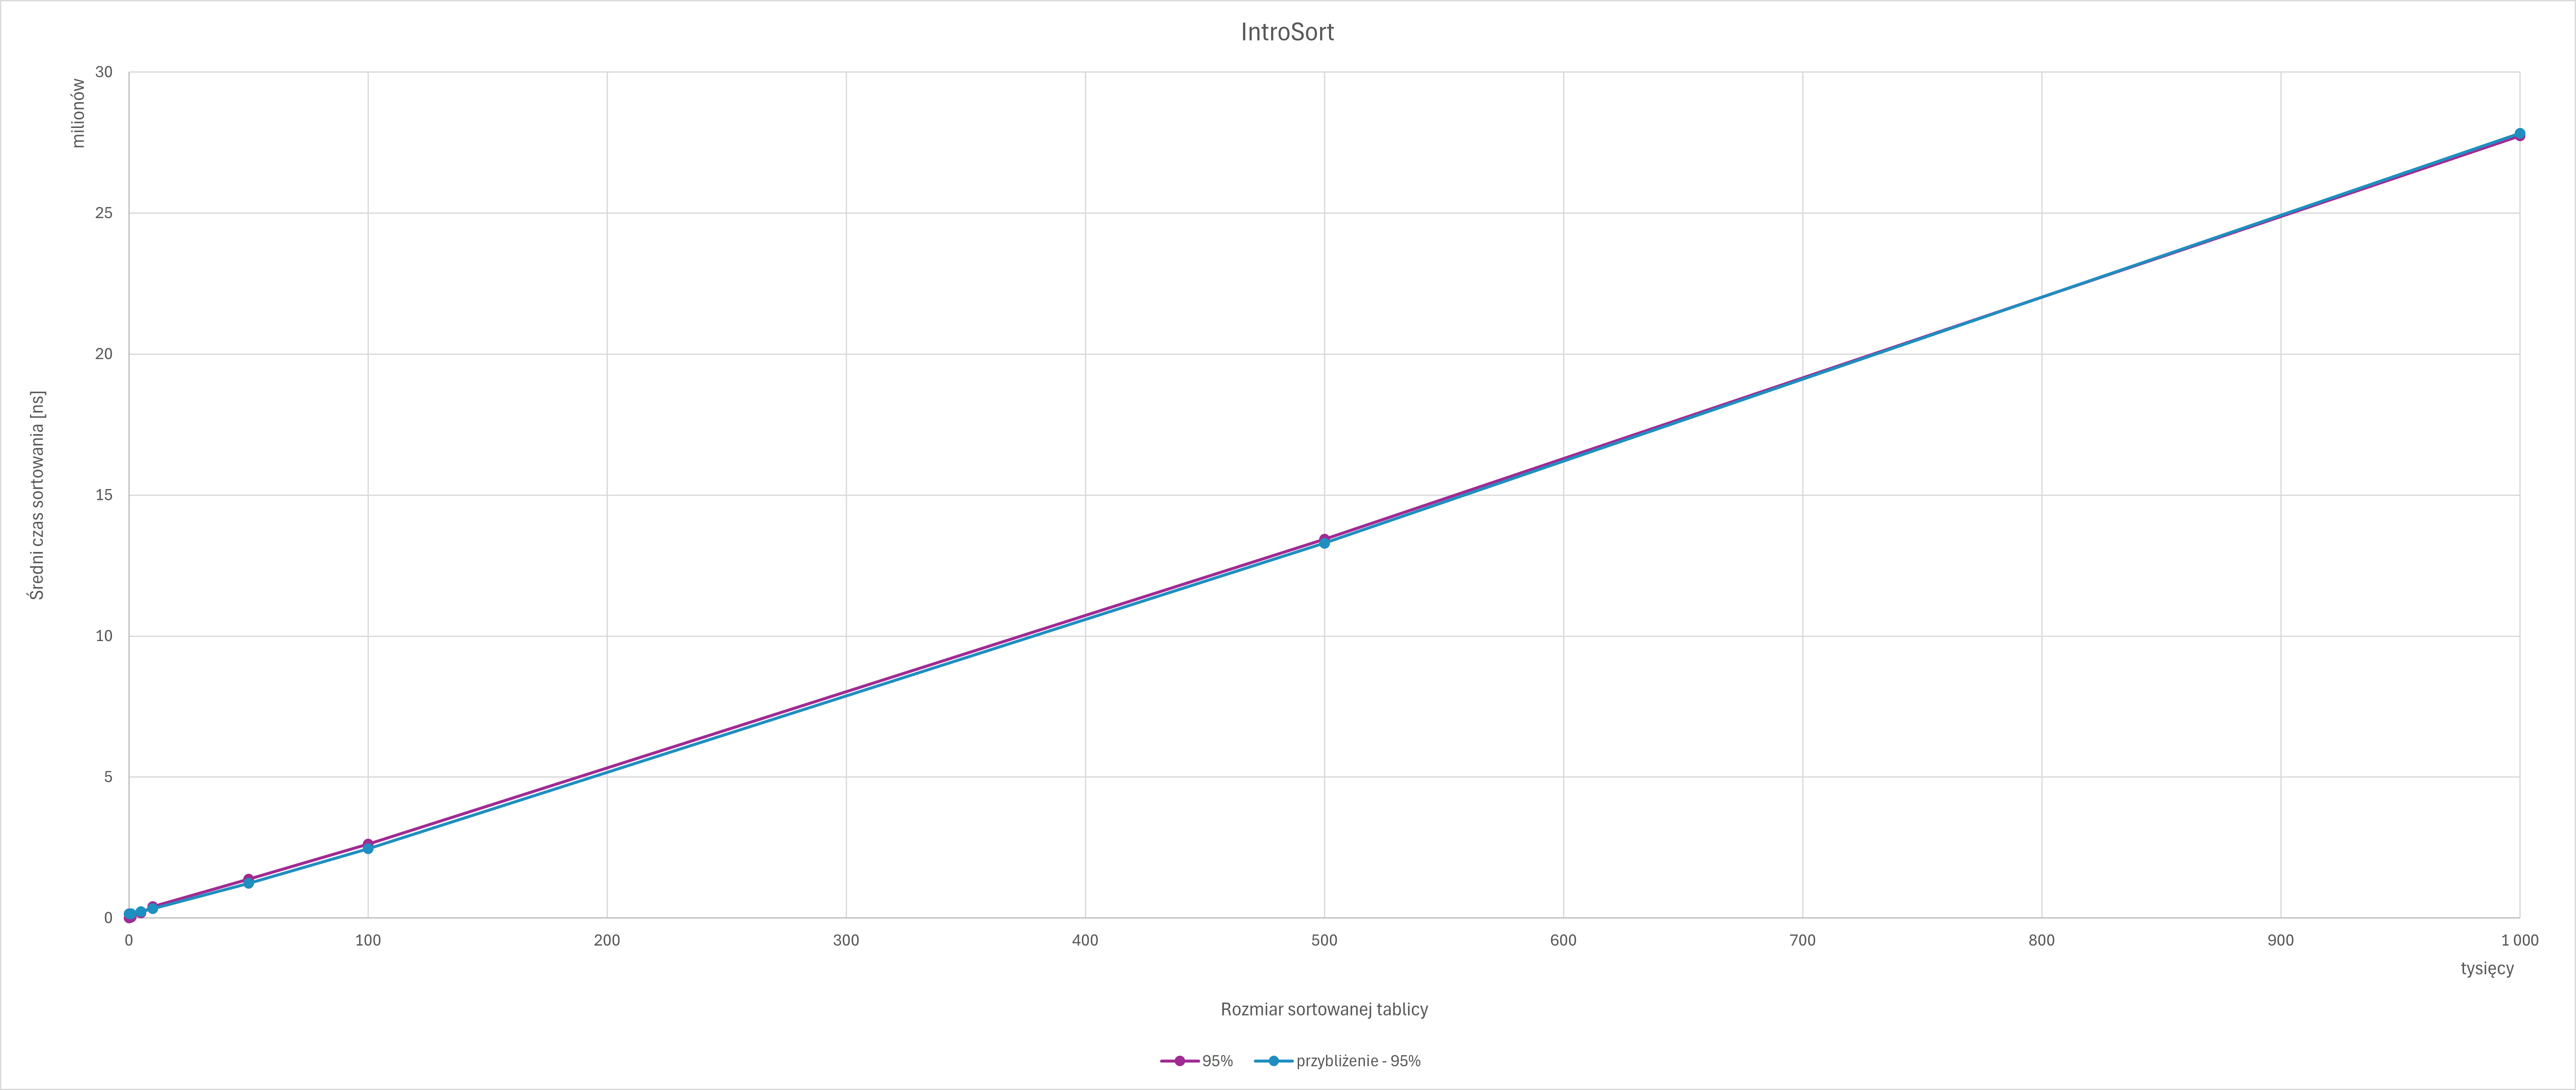 IntroSort
milionów
30
25
20
15
10
5
0
Średni czas sortowania [ns]
0 100 200 300 400 500 600 700 800 900 1 000
tysięcy
Rozmiar sortowanej tablicy
95% przybliżenie - 95%